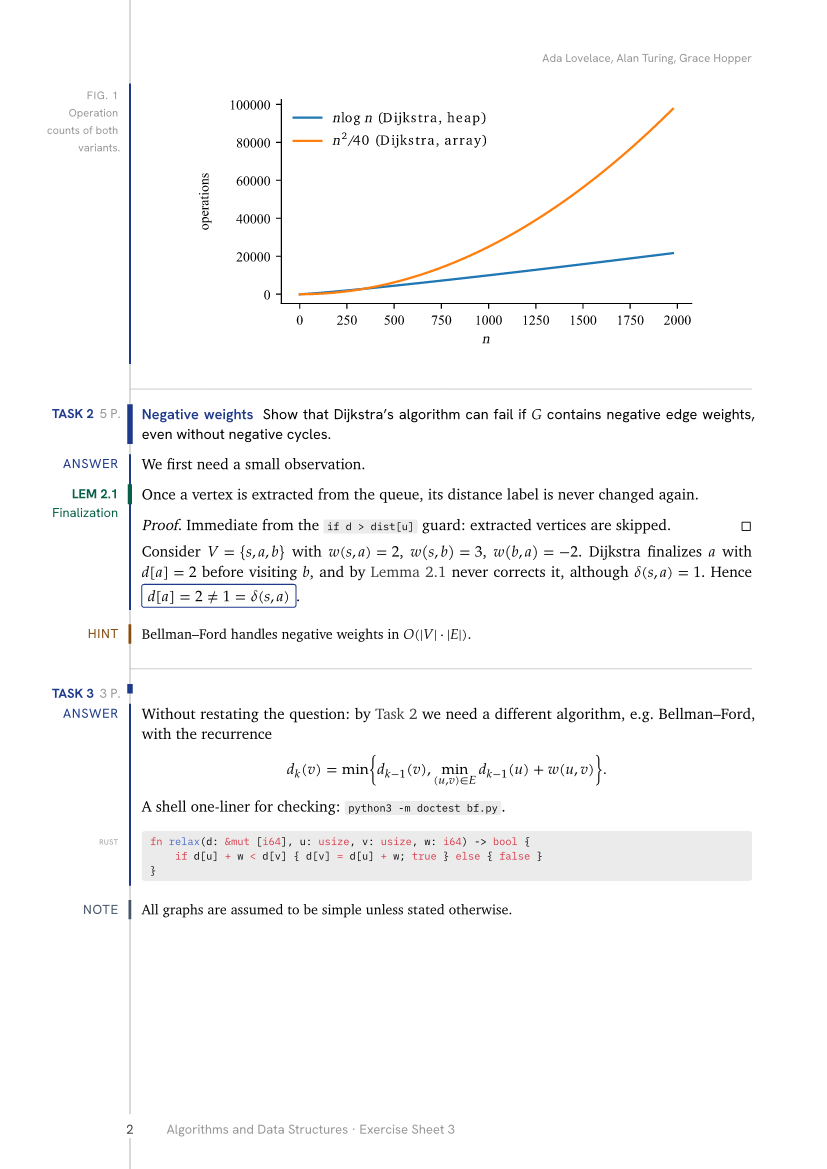 Ada Lovelace, Alan Turing, Grace Hopper
FIG. 1
Operation
counts of both
variants.
100000
80000
60000
40000
20000
0
operations
n log n (Dijkstra, heap)
n²/40 (Dijkstra, array)
0 250 500 750 1000 1250 1500 1750 2000
n
TASK 2 5 P. Negative weights Show that Dijkstra's algorithm can fail if G contains negative edge weights,
even without negative cycles.
ANSWER We first need a small observation.
LEM 2.1 Once a vertex is extracted from the queue, its distance label is never changed again.
Finalization
Proof. Immediate from the if d > dist[u] guard: extracted vertices are skipped. □
Consider V = {s, a, b} with w(s, a) = 2, w(s, b) = 3, w(b, a) = −2. Dijkstra finalizes a with
d[a] = 2 before visiting b, and by Lemma 2.1 never corrects it, although δ(s, a) = 1. Hence
d[a] = 2 ≠ 1 = δ(s, a).
HINT Bellman–Ford handles negative weights in O(|V| · |E|).
TASK 3 3 P.
ANSWER Without restating the question: by Task 2 we need a different algorithm, e.g. Bellman–Ford,
with the recurrence
d_k(v) = min{d_{k−1}(v), min_{(u,v)∈E} d_{k−1}(u) + w(u, v)}.
A shell one-liner for checking: python3 -m doctest bf.py.
RUST
fn relax(d: &mut [i64], u: usize, v: usize, w: i64) -> bool {
    if d[u] + w < d[v] { d[v] = d[u] + w; true } else { false }
}
NOTE All graphs are assumed to be simple unless stated otherwise.
2 Algorithms and Data Structures · Exercise Sheet 3